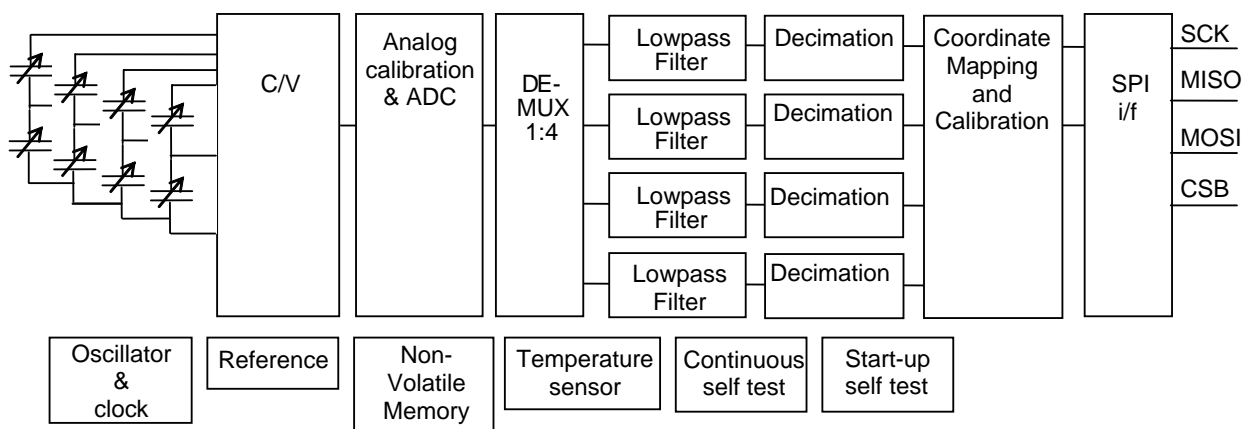 C/V
Analog
calibration
& ADC
DE-
MUX
1:4
Lowpass
Filter
Decimation
Lowpass
Filter
Decimation
Lowpass
Filter
Decimation
Lowpass
Filter
Decimation
Coordinate
Mapping
and
Calibration
SPI
i/f
SCK
MISO
MOSI
CSB
Oscillator
&
clock
Reference
Non-
Volatile
Memory
Temperature
sensor
Continuous
self test
Start-up
self test